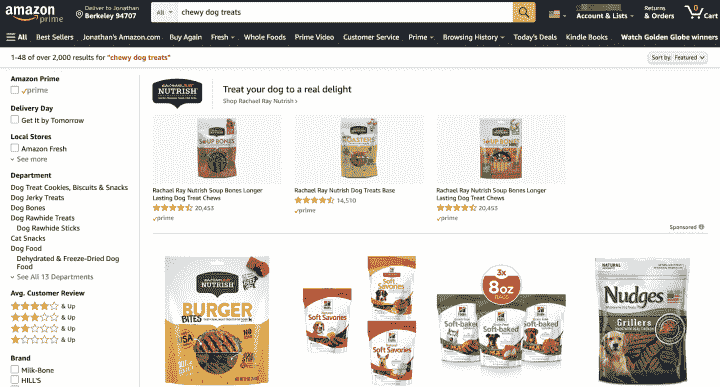 amazon
prime
Deliver to Jonathan
Berkeley 94707
All
chewy dog treats
Account & Lists
Returns
& Orders
0
Cart
All
Best Sellers
Jonathan's Amazon.com
Buy Again
Fresh
Whole Foods
Prime Video
Customer Service
Prime
Browsing History
Today's Deals
Kindle Books
Watch Golden Globe winners
1-48 of over 2,000 results for "chewy dog treats"
Sort by: Featured
Amazon Prime
prime
Delivery Day
Get It by Tomorrow
Local Stores
Amazon Fresh
See more
Department
Dog Treat Cookies, Biscuits & Snacks
Dog Jerky Treats
Dog Bones
Dog Rawhide Treats
Dog Rawhide Sticks
Cat Snacks
Dog Food
Dehydrated & Freeze-Dried Dog
Food
See All 13 Departments
Avg. Customer Review
& Up
& Up
& Up
& Up
Brand
Milk-Bone
HILL'S
NUTRISH
Treat your dog to a real delight
Shop Rachael Ray Nutrish
SOUP BONES
Rachael Ray Nutrish Soup Bones Longer
Lasting Dog Treat Chews
20,453
prime
Rachael Ray Nutrish Dog Treats Base
14,510
prime
SOUP BONES
Rachael Ray Nutrish Soup Bones Longer
Lasting Dog Treat Chews
20,453
prime
Sponsored
NUTRISH
BURGER
BITES
USA
Soft Savories
Soft Savories
Soft Savories
3x
8oz
BAGS
Soft-baked
Soft-baked
NATURAL
Nudges
Grillers